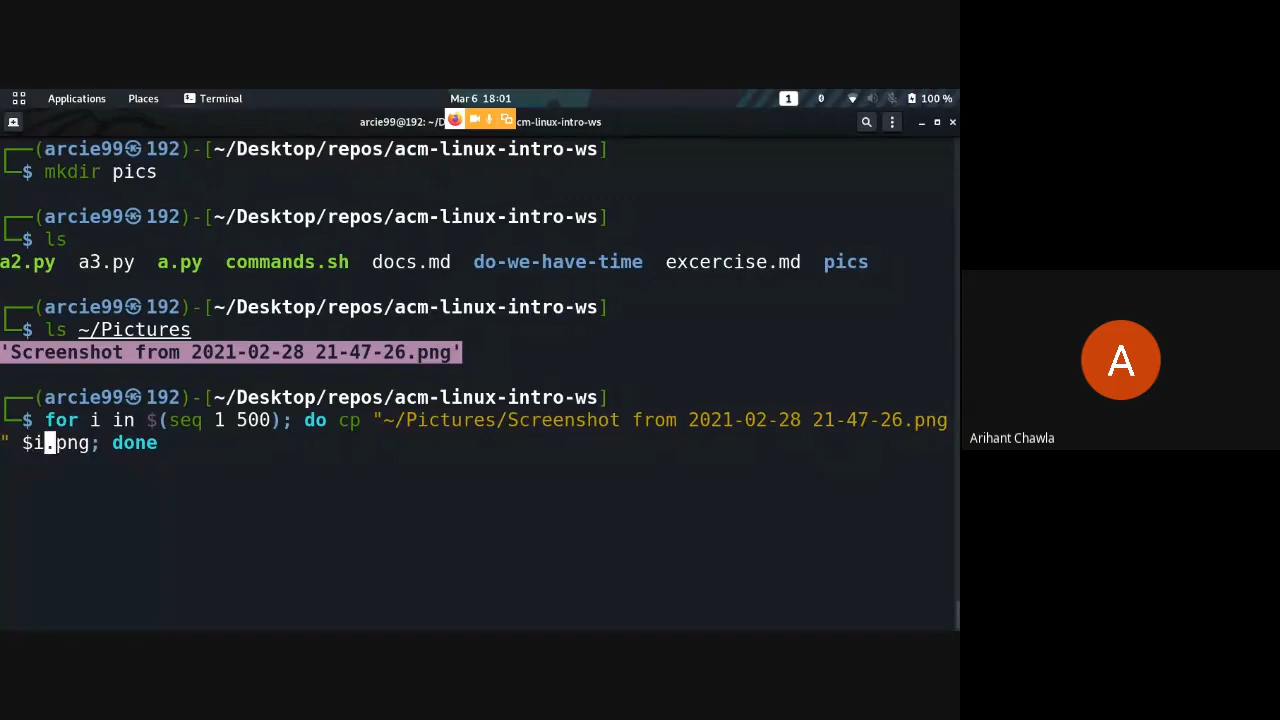 Applications Places Terminal Mar 6 18:01 1 0 100 %
arcie99@192: ~/D cm-linux-intro-ws
┌──(arcie99㉿192)-[~/Desktop/repos/acm-linux-intro-ws]
└─$ mkdir pics
┌──(arcie99㉿192)-[~/Desktop/repos/acm-linux-intro-ws]
└─$ ls
a2.py a3.py a.py commands.sh docs.md do-we-have-time excercise.md pics
┌──(arcie99㉿192)-[~/Desktop/repos/acm-linux-intro-ws]
└─$ ls ~/Pictures
'Screenshot from 2021-02-28 21-47-26.png'
┌──(arcie99㉿192)-[~/Desktop/repos/acm-linux-intro-ws]
└─$ for i in $(seq 1 500); do cp "~/Pictures/Screenshot from 2021-02-28 21-47-26.png
" $i.png; done
A
Arihant Chawla